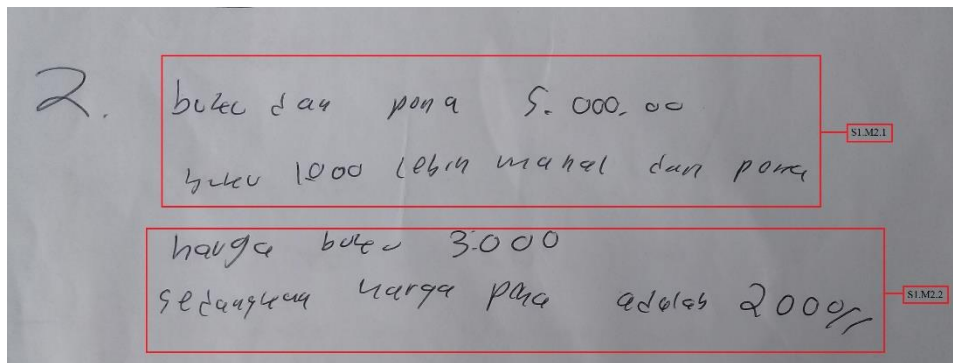 2.
buku dan pena 5.000,00
buku 1000 lebih mahal dari pena
S1.M2.1
harga buku 3.000
sedangkan harga pena adalah 2000//
S1.M2.2